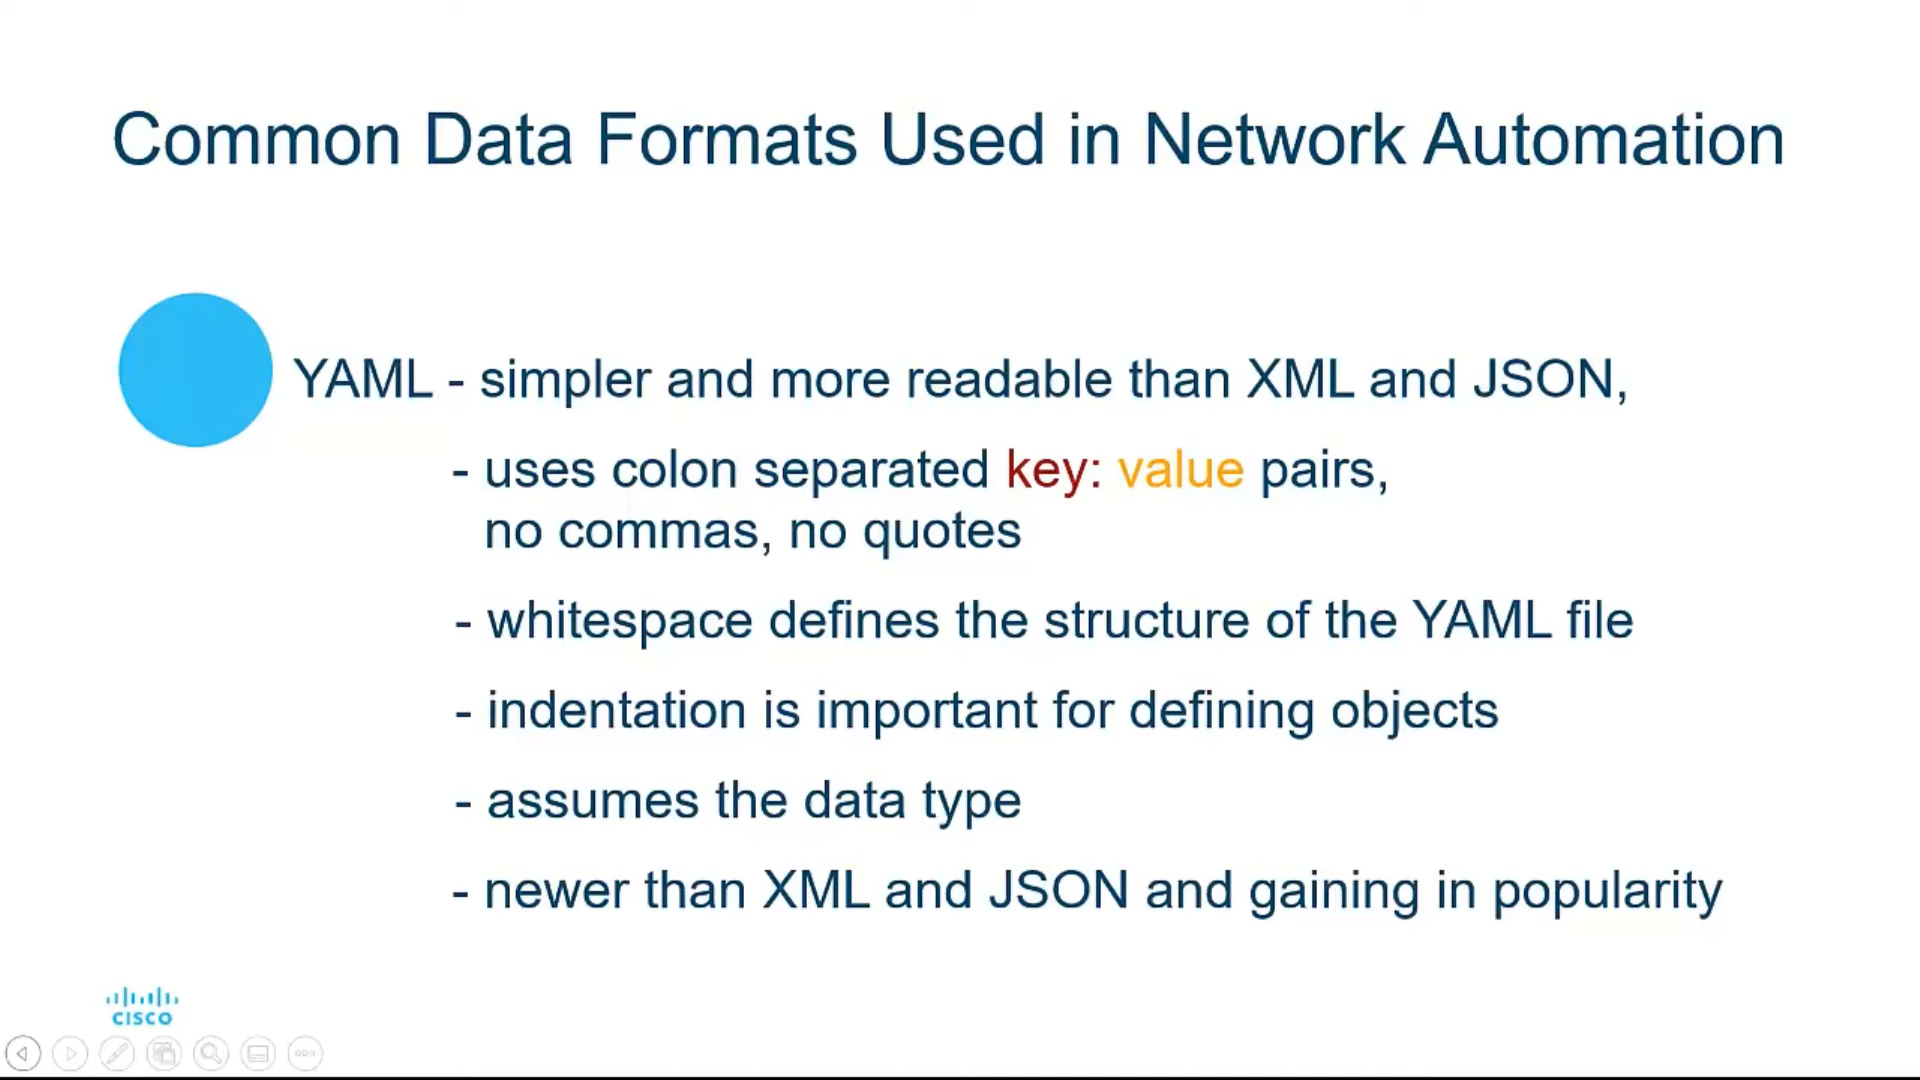 Common Data Formats Used in Network Automation
YAML - simpler and more readable than XML and JSON,
- uses colon separated key: value pairs,
no commas, no quotes
- whitespace defines the structure of the YAML file
- indentation is important for defining objects
- assumes the data type
- newer than XML and JSON and gaining in popularity
CISCO